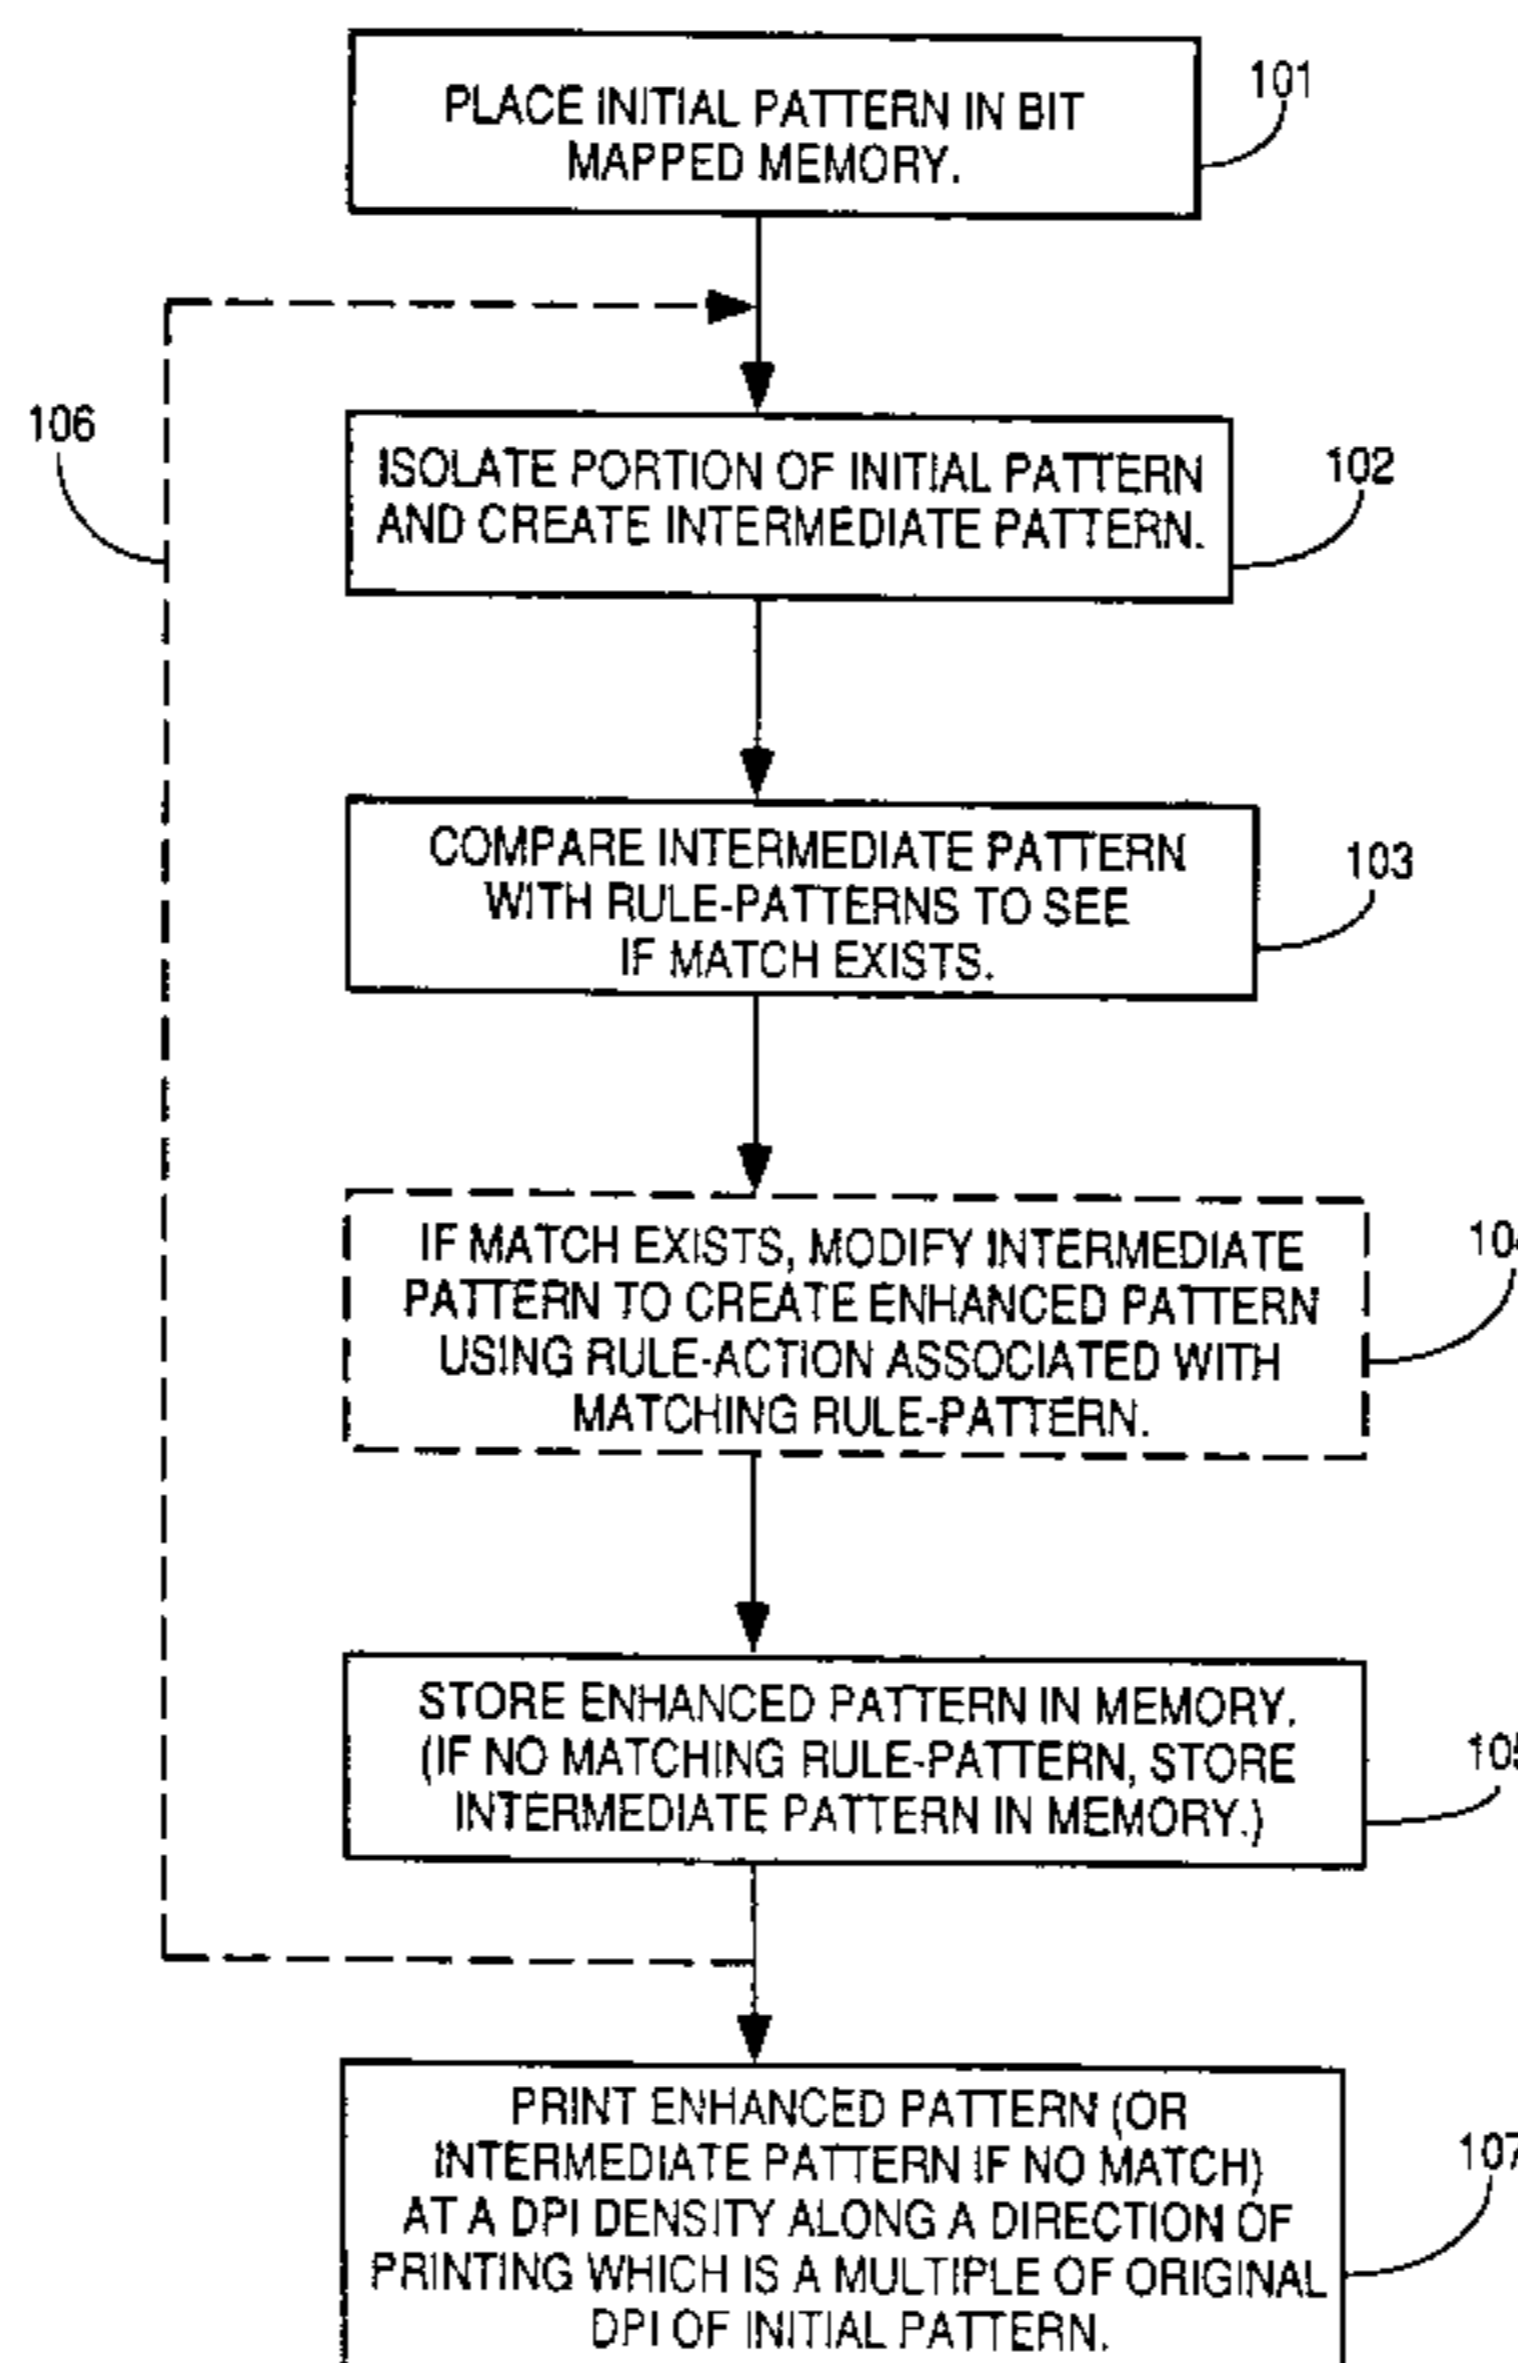 PLACE INITIAL PATTERN IN BIT
MAPPED MEMORY.
101
106
ISOLATE PORTION OF INITIAL PATTERN
AND CREATE INTERMEDIATE PATTERN.
102
COMPARE INTERMEDIATE PATTERN
WITH RULE-PATTERNS TO SEE
IF MATCH EXISTS.
103
IF MATCH EXISTS, MODIFY INTERMEDIATE
PATTERN TO CREATE ENHANCED PATTERN
USING RULE-ACTION ASSOCIATED WITH
MATCHING RULE-PATTERN.
STORE ENHANCED PATTERN IN MEMORY.
(IF NO MATCHING RULE-PATTERN, STORE
INTERMEDIATE PATTERN IN MEMORY.)
105
PRINT ENHANCED PATTERN (OR
INTERMEDIATE PATTERN IF NO MATCH)
AT A DPI DENSITY ALONG A DIRECTION OF
PRINTING WHICH IS A MULTIPLE OF ORIGINAL
DPI OF INITIAL PATTERN.
107